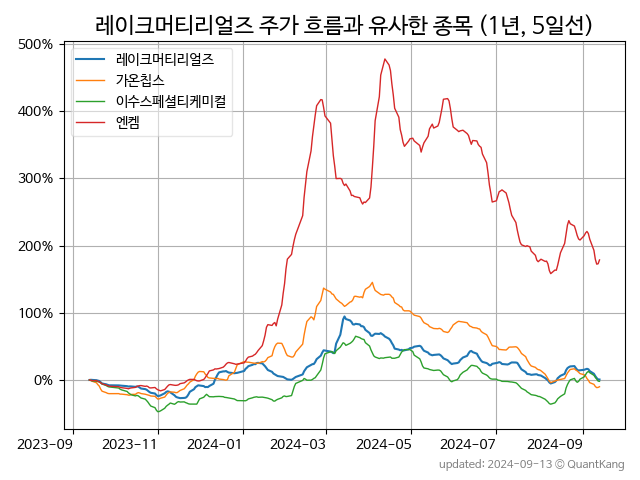 레이크머티리얼즈 주가 흐름과 유사한 종목 (1년, 5일선)
500%
400%
300%
200%
100%
0%
레이크머티리얼즈
가온칩스
이수스페셜티케미컬
엔켐
2023-09 2023-11 2024-01 2024-03 2024-05 2024-07 2024-09
updated: 2024-09-13 © QuantKang